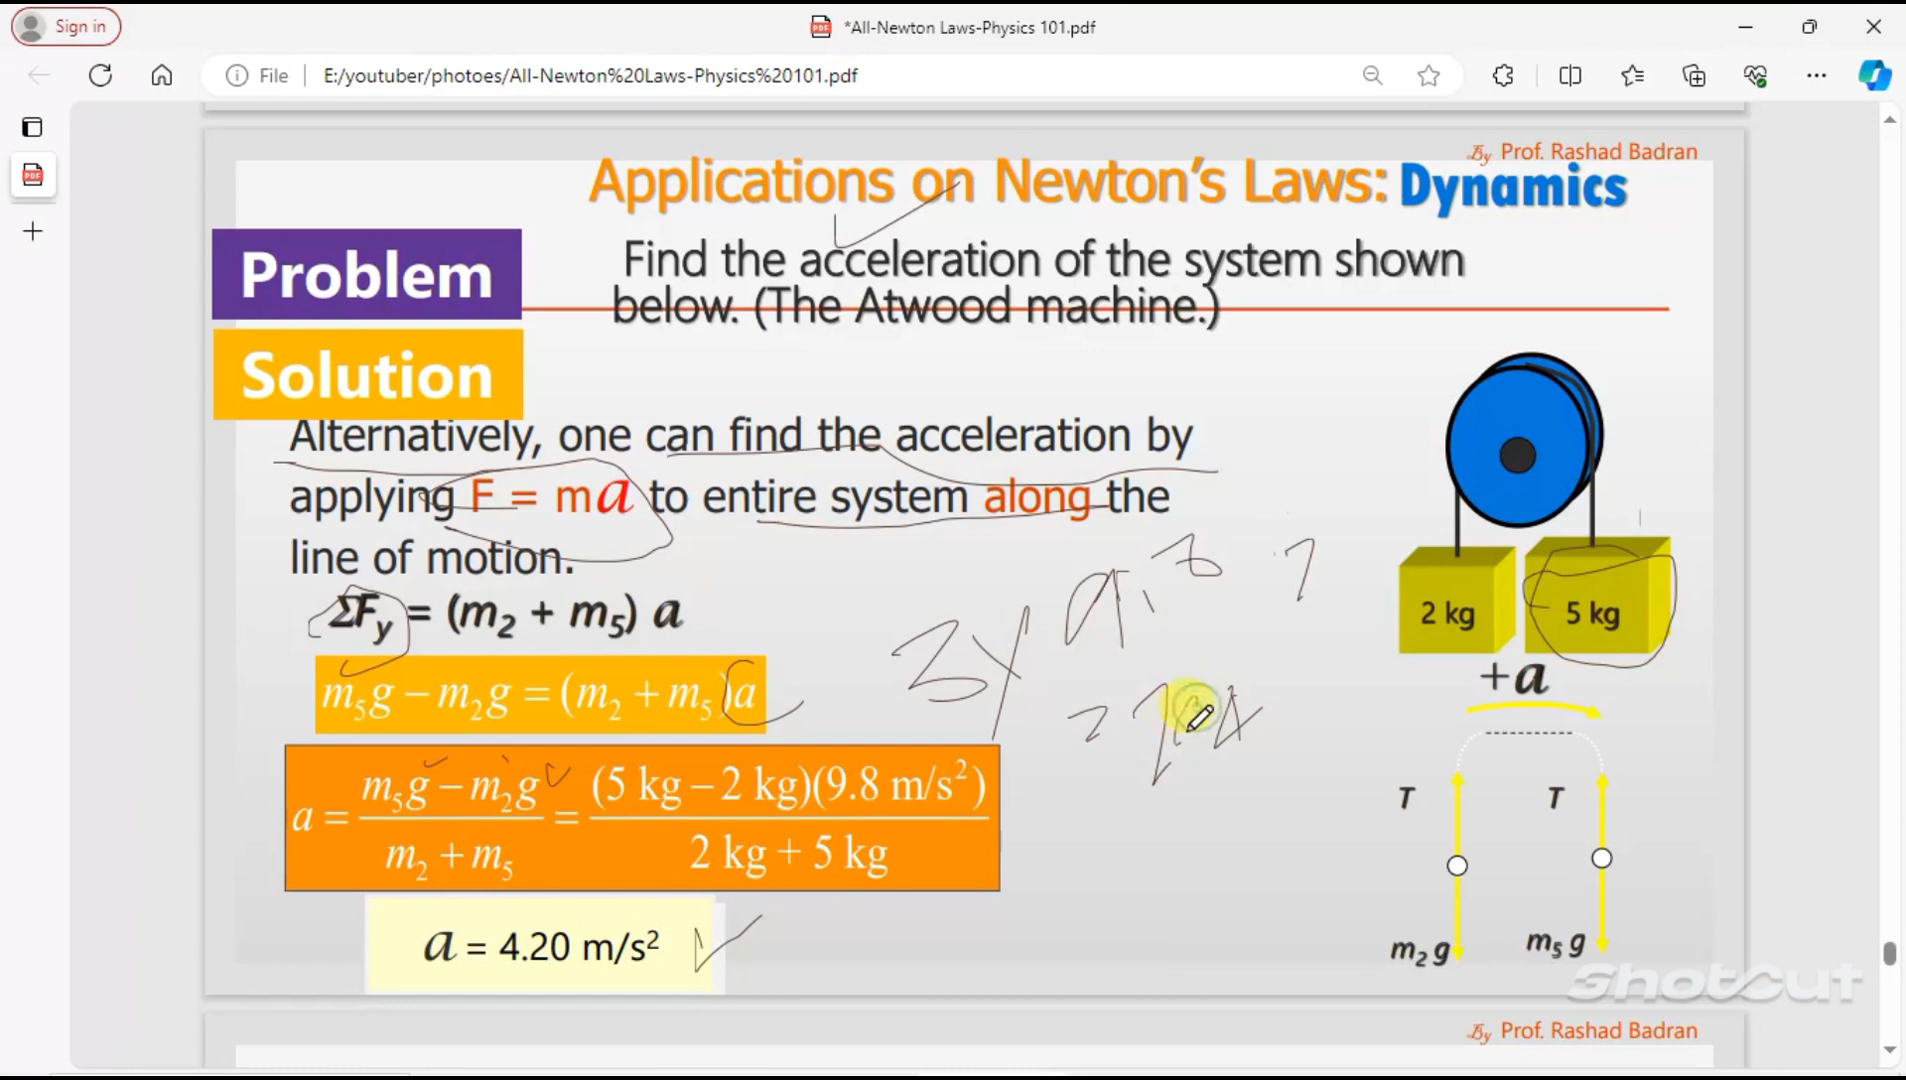 Sign in
*All-Newton Laws-Physics 101.pdf
File E:/youtuber/photoes/All-Newton%20Laws-Physics%20101.pdf
By Prof. Rashad Badran
Applications on Newton's Laws: Dynamics
Problem
Find the acceleration of the system shown
below. (The Atwood machine.)
Solution
Alternatively, one can find the acceleration by
applying F = ma to entire system along the
line of motion.
ΣFy = (m2 + m5) a
m5g − m2g = (m2 + m5)a
a = (m5g − m2g)/(m2 + m5) = (5 kg − 2 kg)(9.8 m/s²)/(2 kg + 5 kg)
a = 4.20 m/s²
2 kg
5 kg
+a
T
T
m2 g
m5 g
Shotcut
By Prof. Rashad Badran